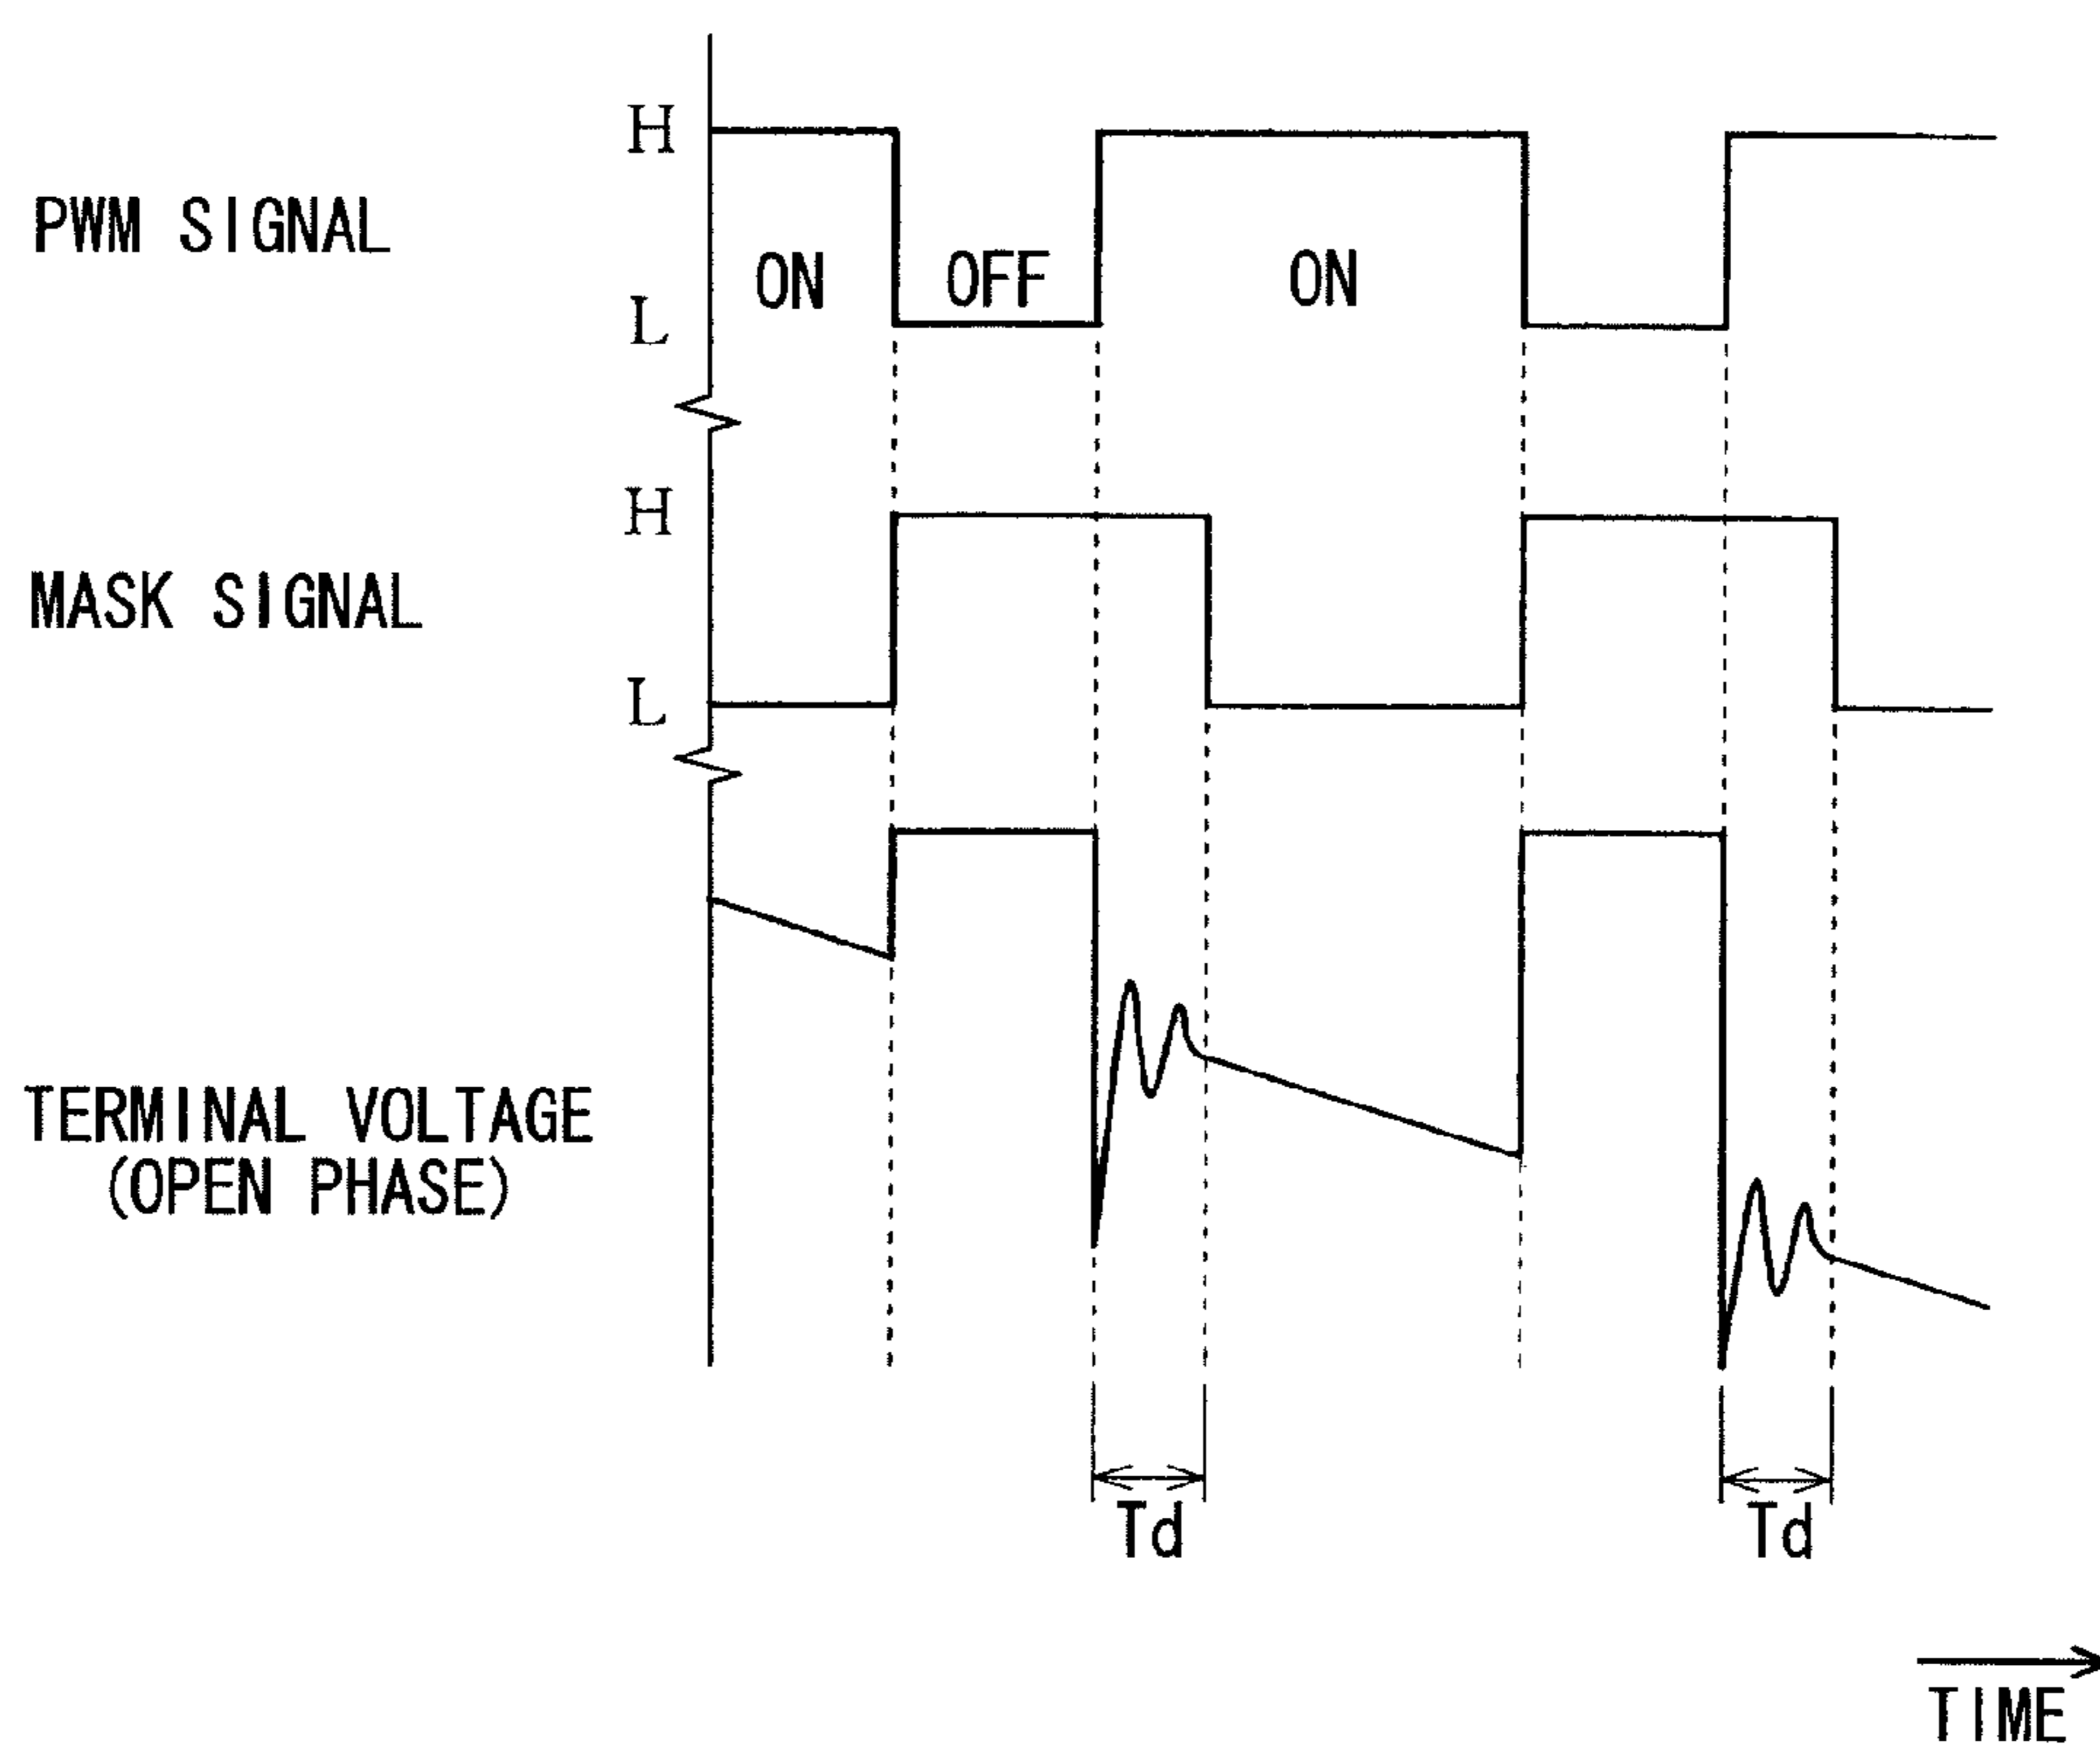 H
PWM SIGNAL
ON OFF ON
L
H
MASK SIGNAL
L
TERMINAL VOLTAGE
(OPEN PHASE)
Td Td
TIME